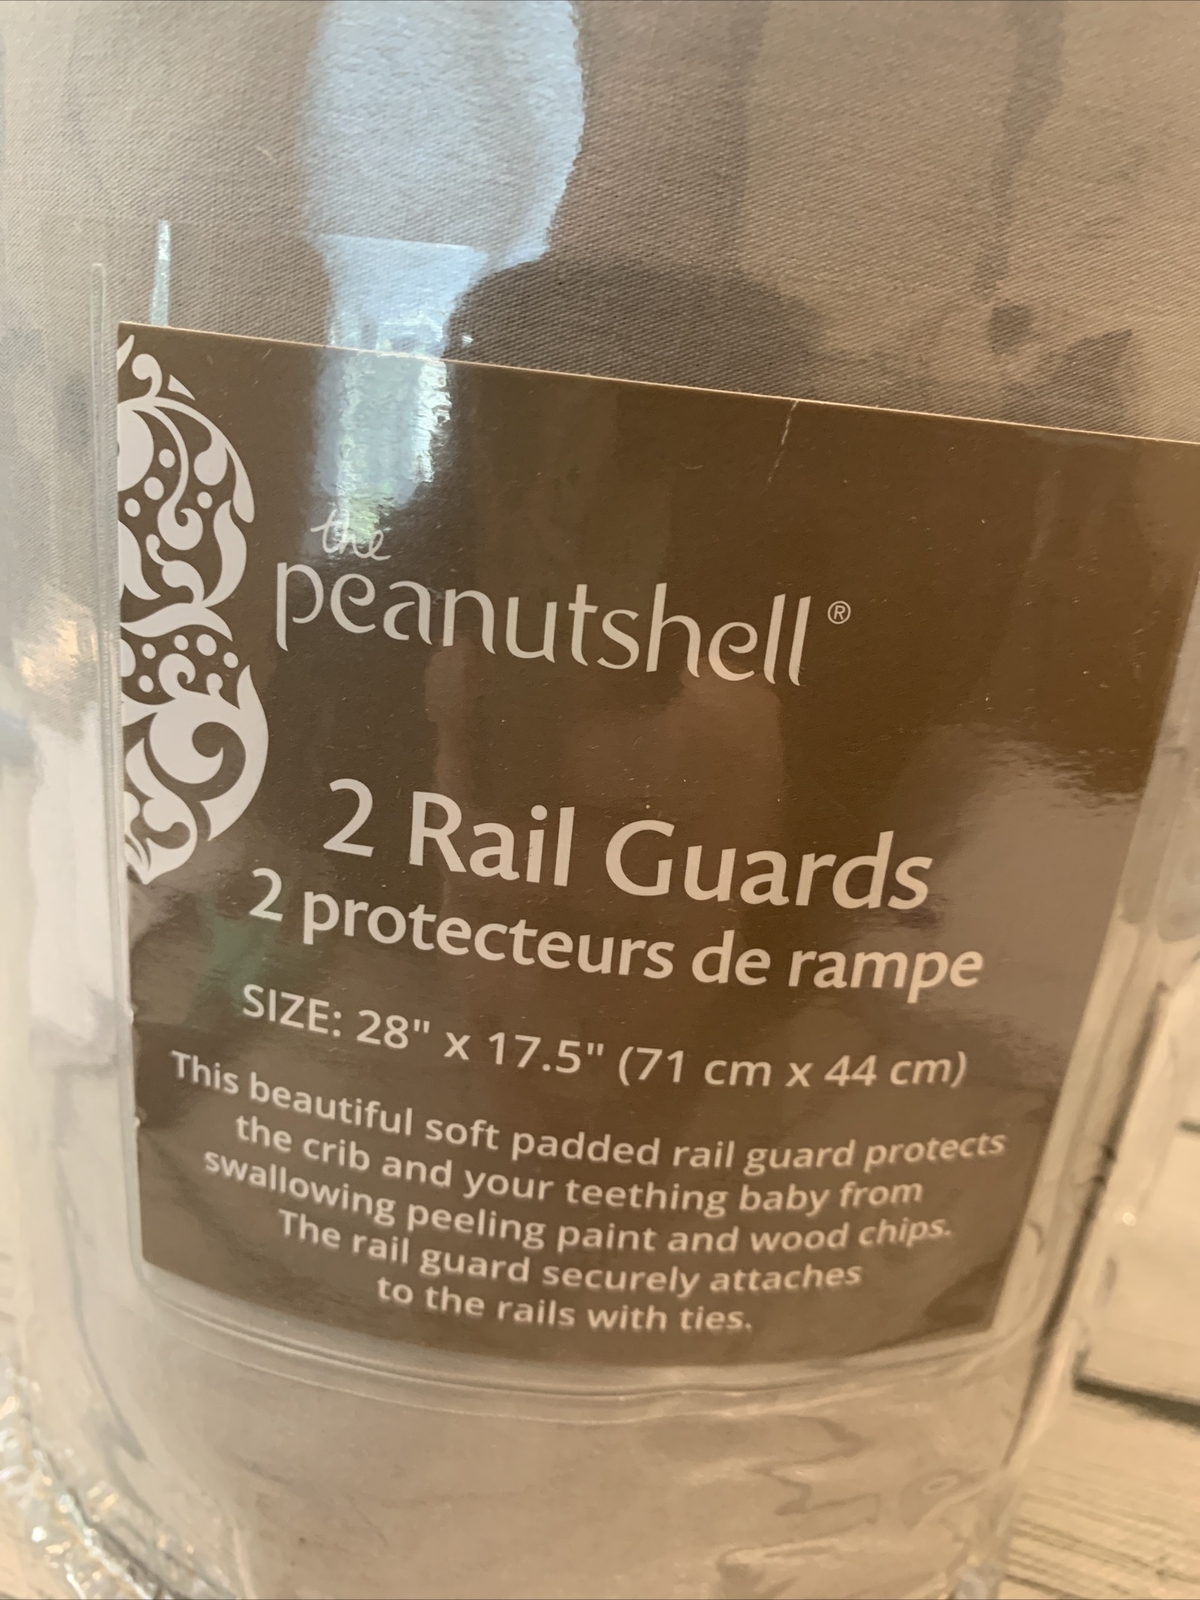 the
peanutshell®
2 Rail Guards
2 protecteurs de rampe
SIZE: 28" x 17.5" (71 cm x 44 cm)
This beautiful soft padded rail guard protects
the crib and your teething baby from
swallowing peeling paint and wood chips.
The rail guard securely attaches
to the rails with ties.